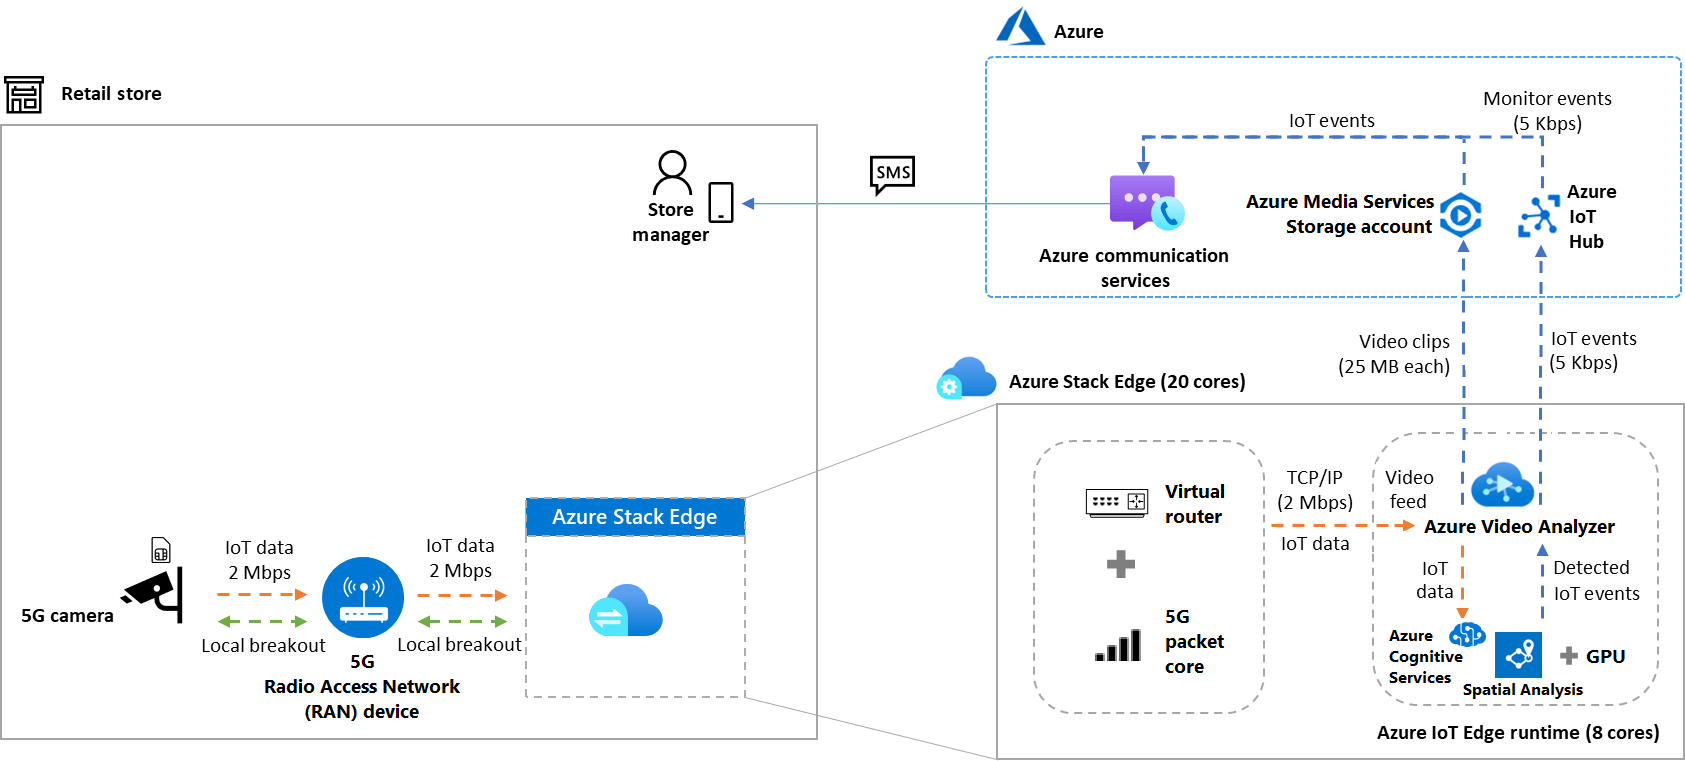 Azure
Retail store
Monitor events
(5 Kbps)
IoT events
SMS
Store
manager
Azure Media Services
Storage account
Azure
IoT
Hub
Azure communication
services
Video clips
(25 MB each)
IoT events
(5 Kbps)
Azure Stack Edge (20 cores)
Virtual
router
TCP/IP
(2 Mbps)
IoT data
Video
feed
Azure Video Analyzer
Azure Stack Edge
IoT data
2 Mbps
IoT data
2 Mbps
5G camera
Local breakout
Local breakout
5G
Radio Access Network
(RAN) device
5G
packet
core
IoT
data
Detected
IoT events
Azure
Cognitive
Services
GPU
Spatial Analysis
Azure IoT Edge runtime (8 cores)